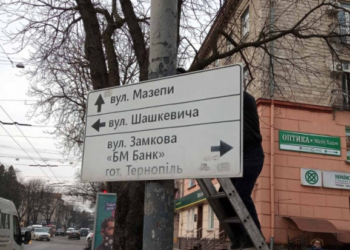 вул. Мазепи
вул. Шашкевича
вул. Замкова
«БМ Банк»
гот. Тернопіль
ОПТИКА